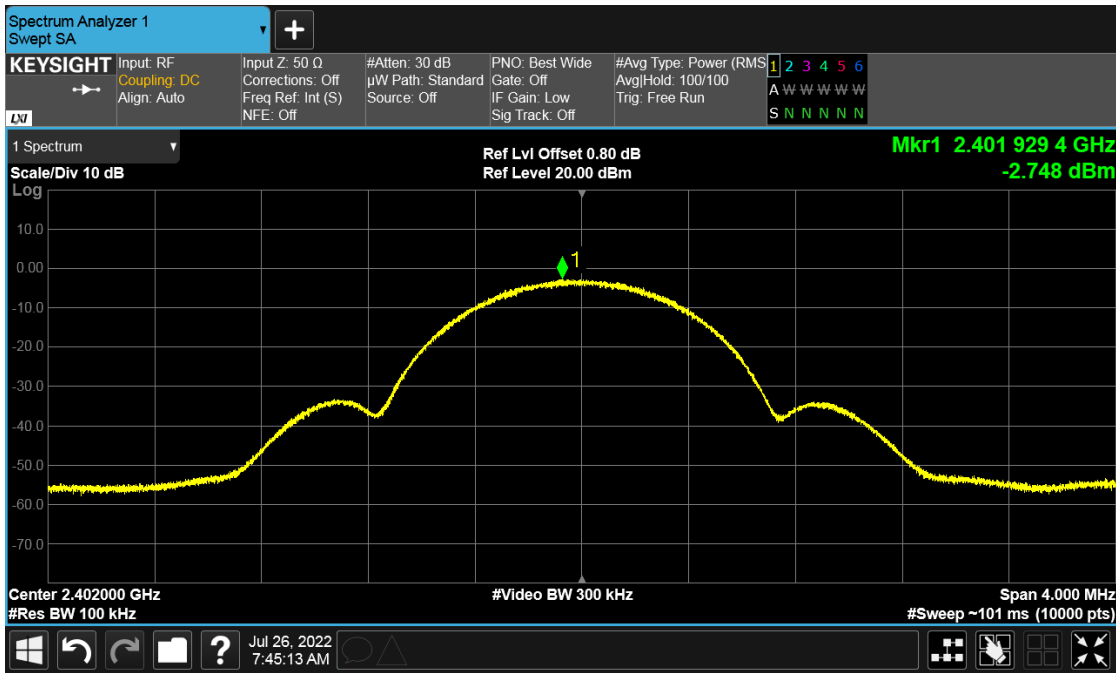 Spectrum Analyzer 1
Swept SA
KEYSIGHT
LXI
Input: RF
Coupling: DC
Align: Auto
Input Z: 50 Ω
Corrections: Off
Freq Ref: Int (S)
NFE: Off
#Atten: 30 dB
µW Path: Standard
Source: Off
PNO: Best Wide
Gate: Off
IF Gain: Low
Sig Track: Off
#Avg Type: Power (RMS
Avg|Hold: 100/100
Trig: Free Run
1 2 3 4 5 6
A W W W W W
S N N N N N
1 Spectrum
Scale/Div 10 dB
Log
Ref Lvl Offset 0.80 dB
Ref Level 20.00 dBm
Mkr1 2.401 929 4 GHz
-2.748 dBm
1
10.0
0.00
-10.0
-20.0
-30.0
-40.0
-50.0
-60.0
-70.0
Center 2.402000 GHz
#Res BW 100 kHz
#Video BW 300 kHz
Span 4.000 MHz
#Sweep ~101 ms (10000 pts)
?
Jul 26, 2022
7:45:13 AM